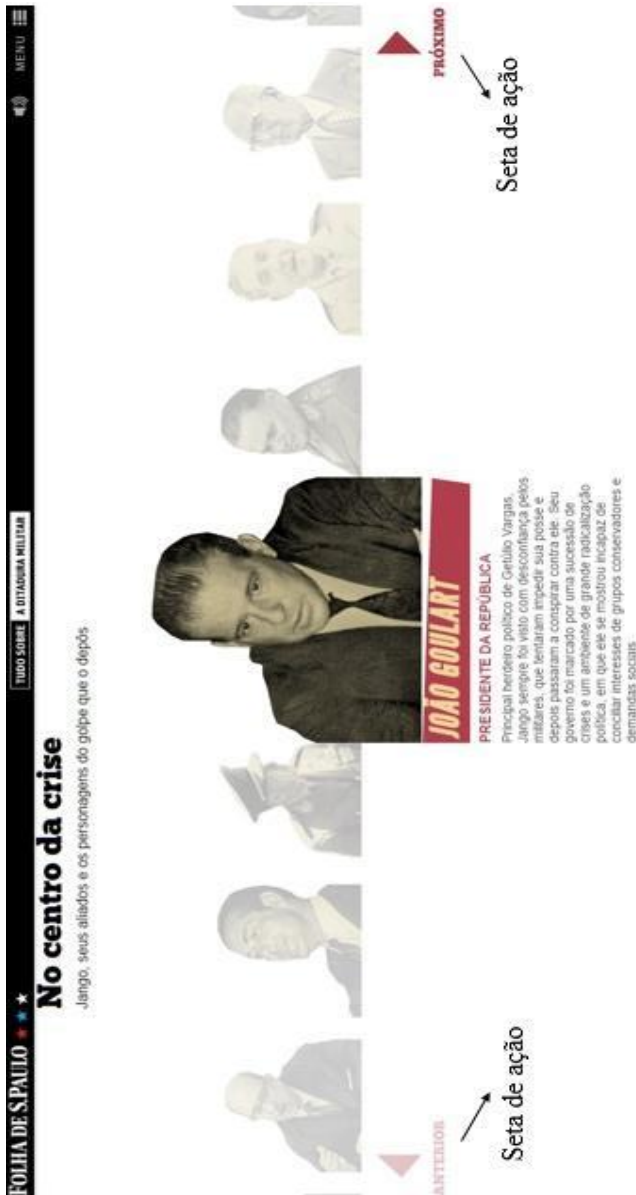 FOLHA DE S.PAULO
TUDO SOBRE A DITADURA MILITAR
MENU
No centro da crise
Jango, seus aliados e os personagens do golpe que o depôs
JOÃO GOULART
PRESIDENTE DA REPÚBLICA
Principal herdeiro político de Getúlio Vargas,
Jango sempre foi visto com desconfiança pelos
militares, que tentaram impedir sua posse e
depois passaram a conspirar contra ele. Seu
governo foi marcado por uma sucessão de
crises e um ambiente de grande radicalização
política, em que ele se mostrou incapaz de
conciliar interesses de grupos conservadores e
demandas sociais
ANTERIOR
PRÓXIMO
Seta de ação
Seta de ação